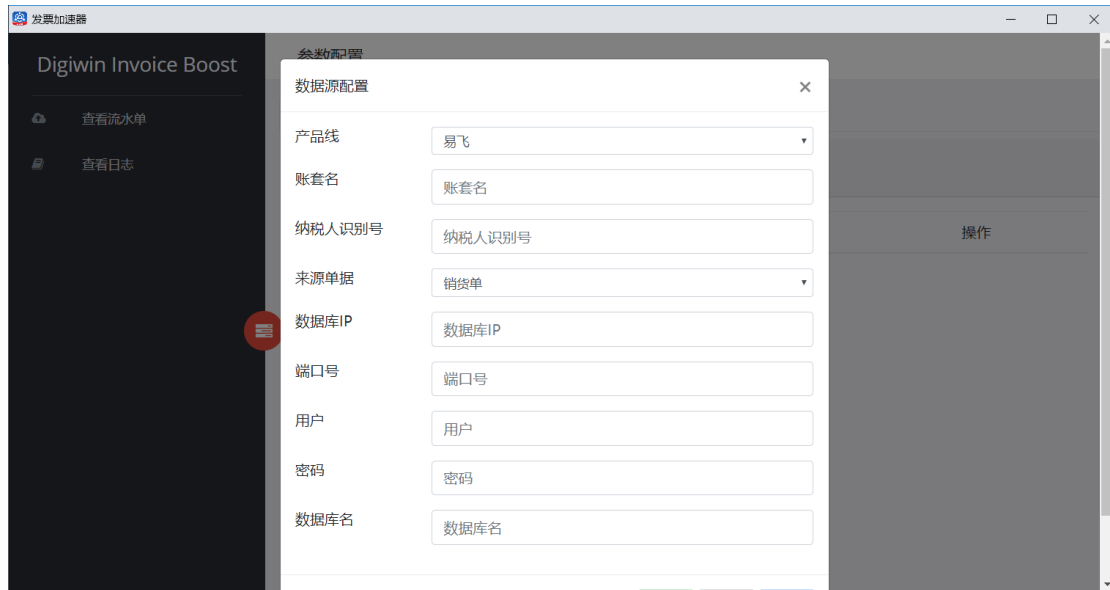 发票加速器
Digiwin Invoice Boost
查看流水单
查看日志
参数配置
数据源配置
产品线
易飞
账套名
账套名
纳税人识别号
纳税人识别号
来源单据
销货单
数据库IP
数据库IP
端口号
端口号
用户
用户
密码
密码
数据库名
数据库名
操作